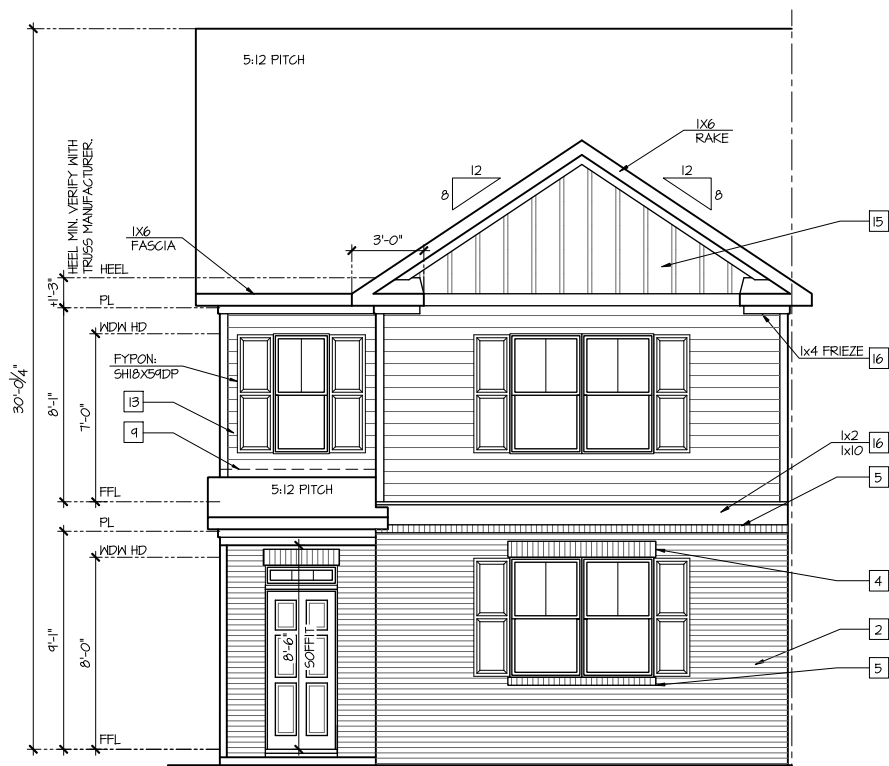 5:12 PITCH
1X6
RAKE
12
8
12
8
15
HEEL MIN. VERIFY WITH
TRUSS MANUFACTURER.
1X6
FASCIA
3'-0"
HEEL
+1'-3"
PL
WDW HD
1x4 FRIEZE
16
FYPON:
SH18X59DP
13
9
30'-0¼"
8'-1"
7'-0"
1x2
1x10
16
5
FFL
5:12 PITCH
PL
WDW HD
4
9'-1"
8'-0"
8'-6"
SOFFIT
2
5
FFL